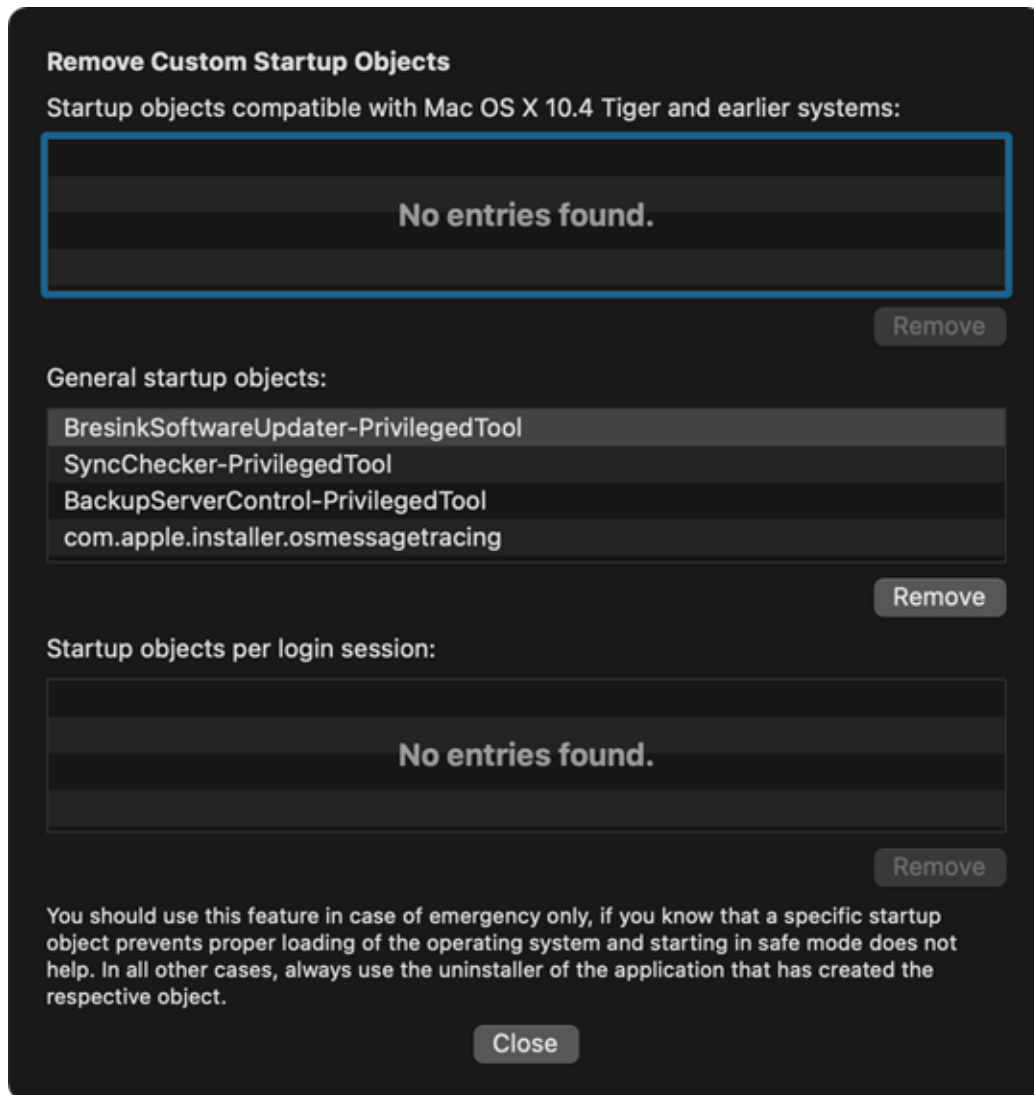 Remove Custom Startup Objects
Startup objects compatible with Mac OS X 10.4 Tiger and earlier systems:
No entries found.
Remove
General startup objects:
BresinkSoftwareUpdater-PrivilegedTool
SyncChecker-PrivilegedTool
BackupServerControl-PrivilegedTool
com.apple.installer.osmessagetracing
Remove
Startup objects per login session:
No entries found.
Remove
You should use this feature in case of emergency only, if you know that a specific startup
object prevents proper loading of the operating system and starting in safe mode does not
help. In all other cases, always use the uninstaller of the application that has created the
respective object.
Close